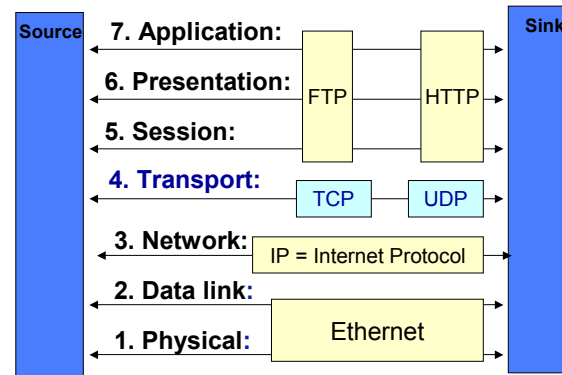 Source
Sink
7. Application:
6. Presentation:
FTP
HTTP
5. Session:
4. Transport:
TCP
UDP
3. Network:
IP = Internet Protocol
2. Data link:
Ethernet
1. Physical: